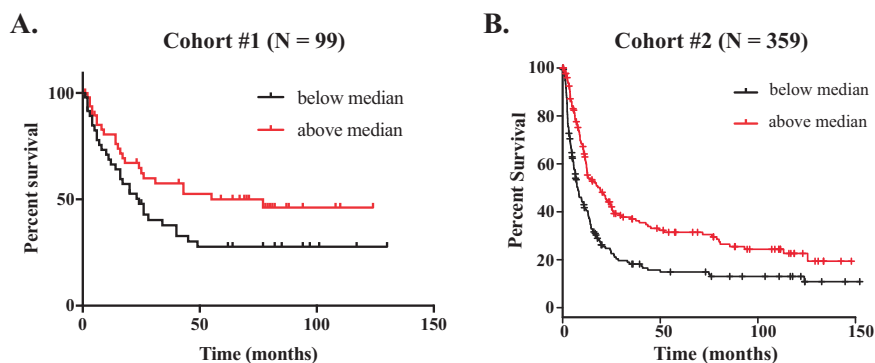 A.
Cohort #1 (N = 99)
Percent survival
100
50
0
0
50
100
150
Time (months)
below median
above median
B.
Cohort #2 (N = 359)
Percent Survival
100
80
60
40
20
0
0
50
100
150
Time (months)
below median
above median